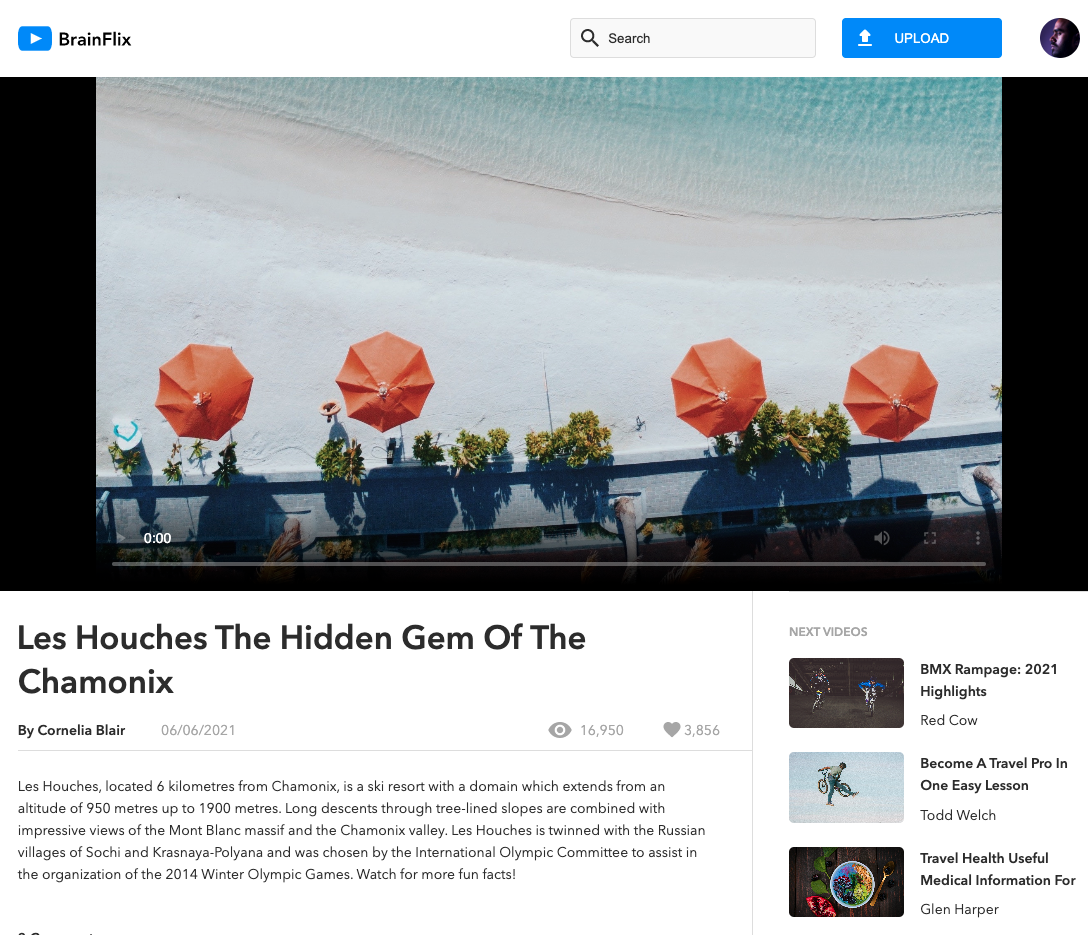 BrainFlix
Search
UPLOAD
0:00
Les Houches The Hidden Gem Of The
Chamonix
By Cornelia Blair
06/06/2021
16,950
3,856
Les Houches, located 6 kilometres from Chamonix, is a ski resort with a domain which extends from an
altitude of 950 metres up to 1900 metres. Long descents through tree-lined slopes are combined with
impressive views of the Mont Blanc massif and the Chamonix valley. Les Houches is twinned with the Russian
villages of Sochi and Krasnaya-Polyana and was chosen by the International Olympic Committee to assist in
the organization of the 2014 Winter Olympic Games. Watch for more fun facts!
NEXT VIDEOS
BMX Rampage: 2021
Highlights
Red Cow
Become A Travel Pro In
One Easy Lesson
Todd Welch
Travel Health Useful
Medical Information For
Glen Harper